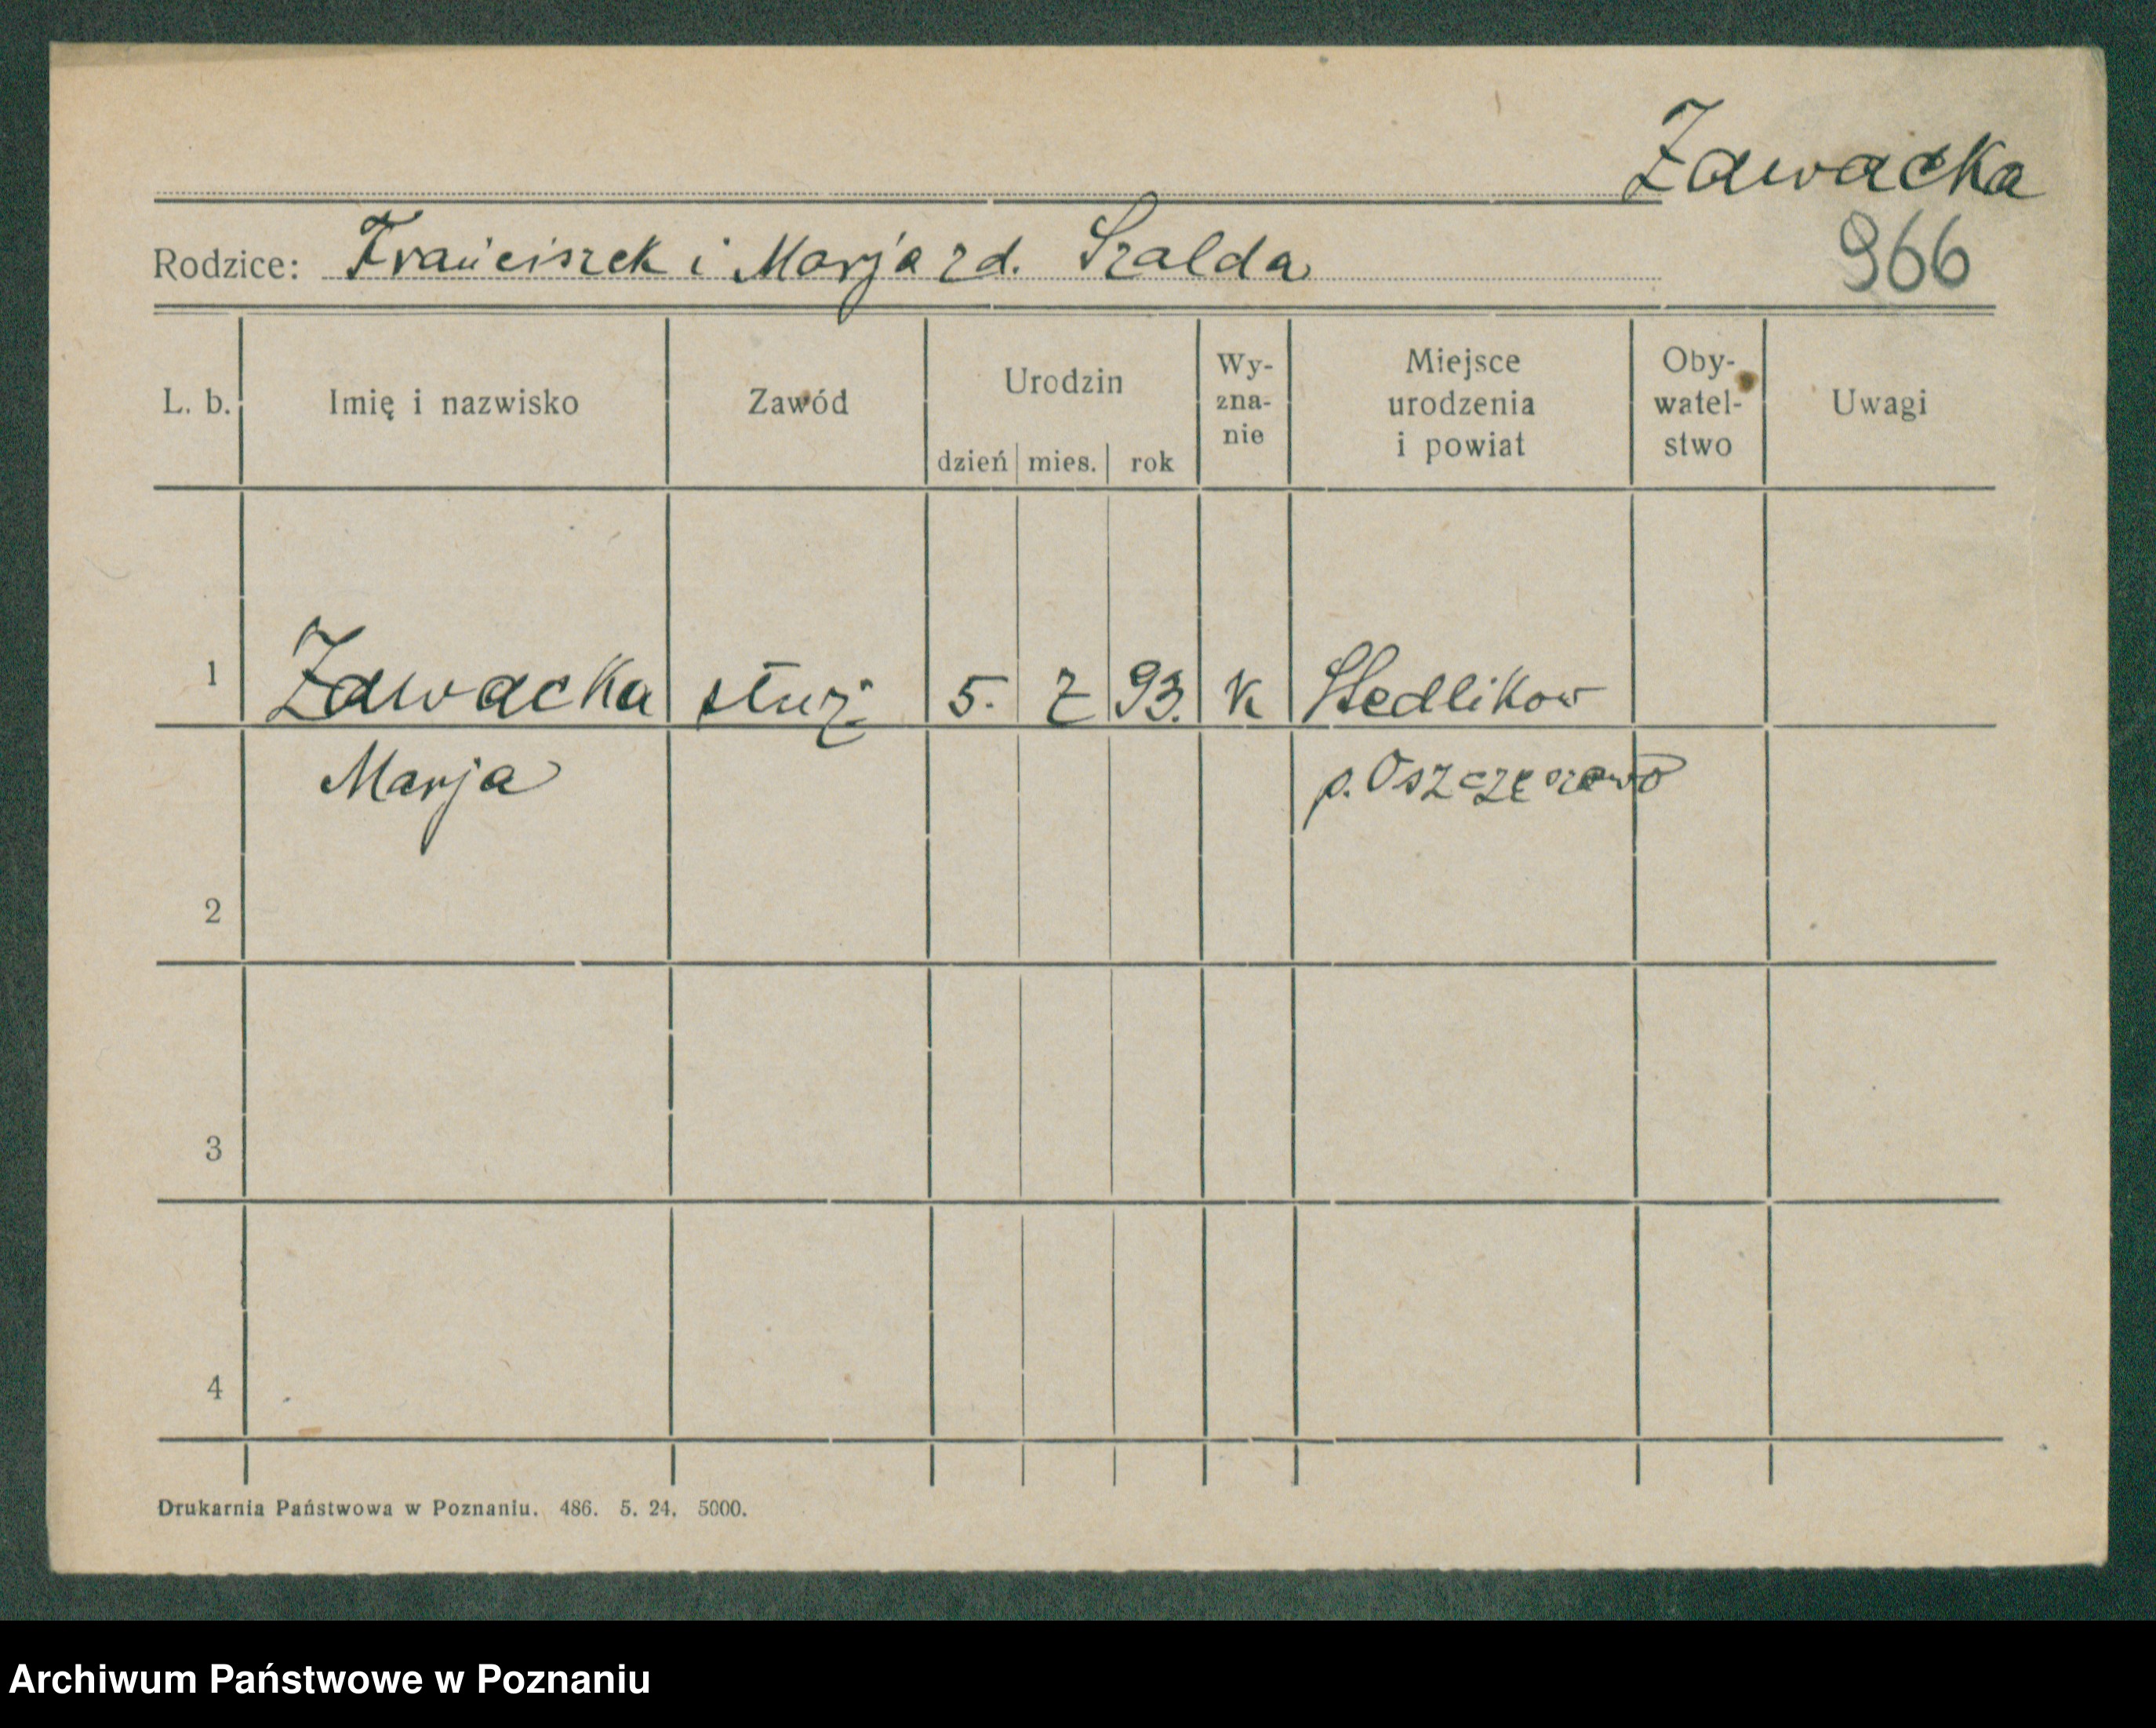 Zawacka
Rodzice: Franciszek i Marja zd. Szalda
966
L. b. Imię i nazwisko Zawód Urodzin dzień mies. rok Wy-zna-nie Miejsce urodzenia i powiat Oby-watel-stwo Uwagi
1 Zawacka służ. 5. 2 93. K
Marja p.
2
3
4
Drukarnia Państwowa w Poznaniu. 486. 5. 24. 5000.
Archiwum Państwowe w Poznaniu